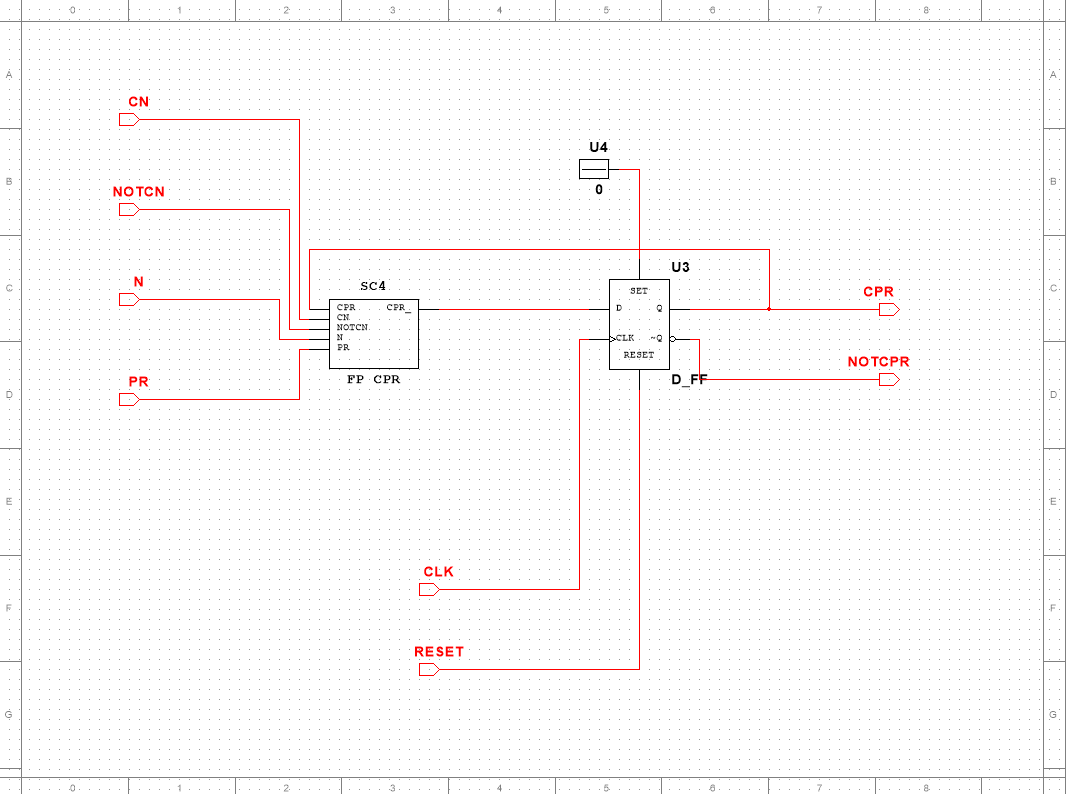 0 1 2 3 4 5 6 7 8
A A
CN
U4
B B
0
NOTCN
U3
C C
N
SC4
SET
CPR
CPR CPR_
D Q
CN
NOTCN
N
CLK ~Q
PR
RESET
NOTCPR
FP CPR
D_FF
PR
D D
E E
CLK
F F
RESET
G G
0 1 2 3 4 5 6 7 8